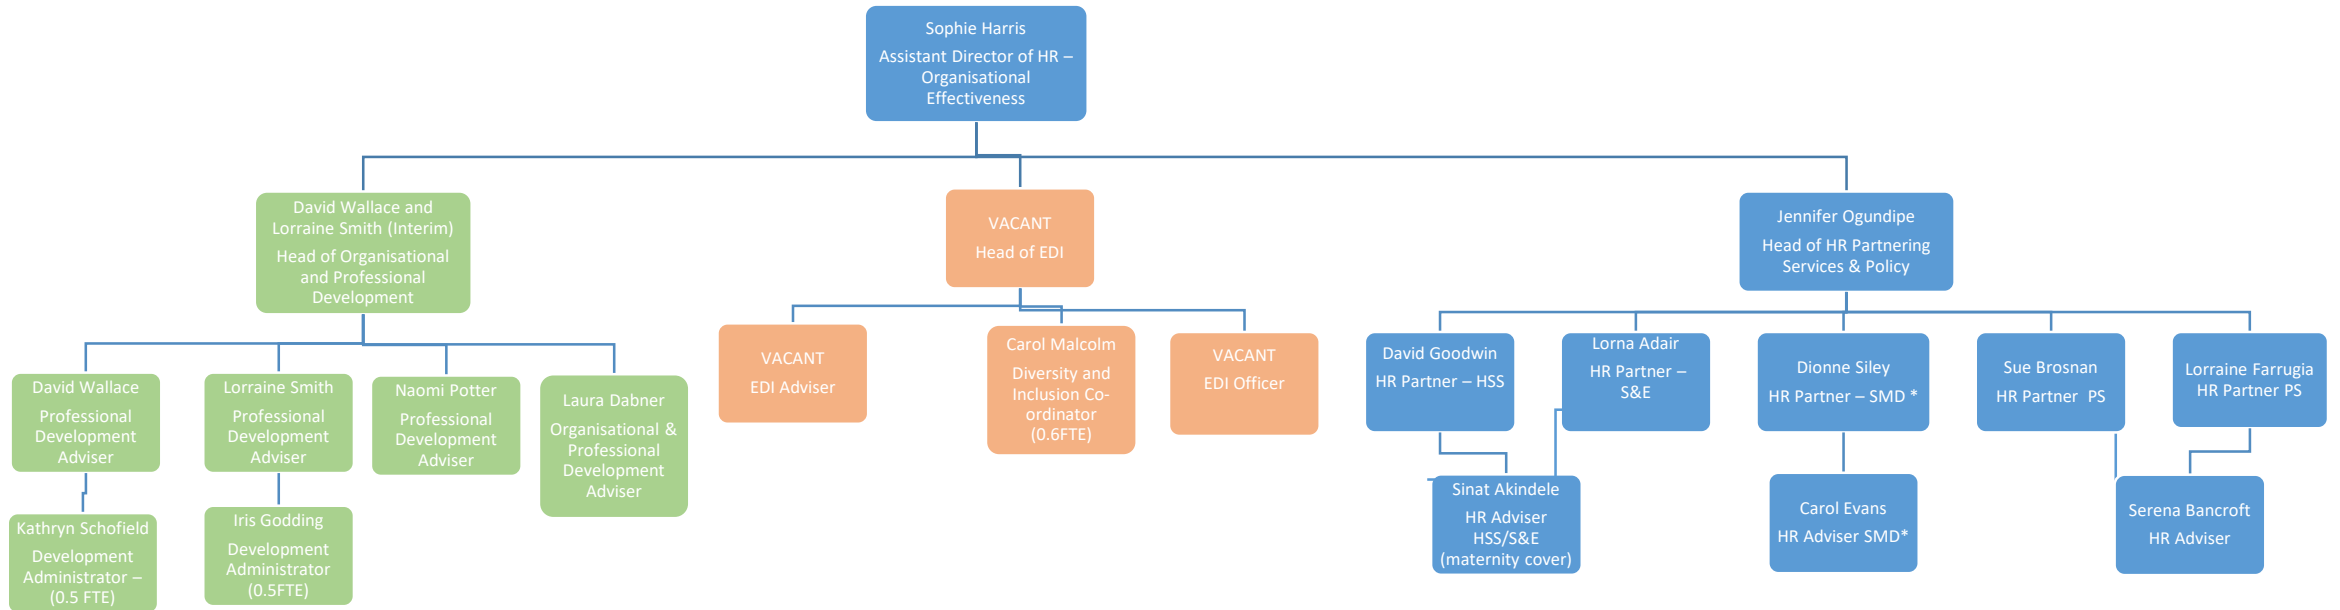 Sophie Harris
Assistant Director of HR –
Organisational
Effectiveness
David Wallace and
Lorraine Smith (Interim)
Head of Organisational
and Professional
Development
VACANT
Head of EDI
Jennifer Ogundipe
Head of HR Partnering
Services & Policy
David Wallace
Professional
Development
Adviser
Lorraine Smith
Professional
Development
Adviser
Naomi Potter
Professional
Development
Adviser
Laura Dabner
Organisational &
Professional
Development
Adviser
VACANT
EDI Adviser
Carol Malcolm
Diversity and
Inclusion Co-
ordinator
(0.6FTE)
VACANT
EDI Officer
David Goodwin
HR Partner – HSS
Lorna Adair
HR Partner –
S&E
Dionne Siley
HR Partner – SMD *
Sue Brosnan
HR Partner PS
Lorraine Farrugia
HR Partner PS
Kathryn Schofield
Development
Administrator –
(0.5 FTE)
Iris Godding
Development
Administrator
(0.5FTE)
Sinat Akindele
HR Adviser
HSS/S&E
(maternity cover)
Carol Evans
HR Adviser SMD*
Serena Bancroft
HR Adviser